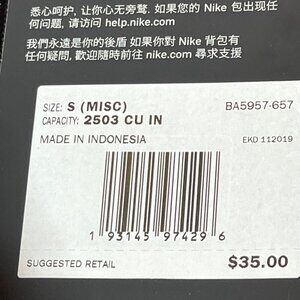 悉心呵护, 让你心无旁骛. 如果您的 Nike 包出现任
何问题, 请访问 help.nike.com
我們永遠是你的後盾 如果你對 Nike 背包有
任何疑問, 歡迎隨時前往 nike.com 尋求支援
SIZE: S (MISC) BA5957-657
CAPACITY: 2503 CU IN
MADE IN INDONESIA EKD 112019
1 93145 97429 6
SUGGESTED RETAIL $35.00